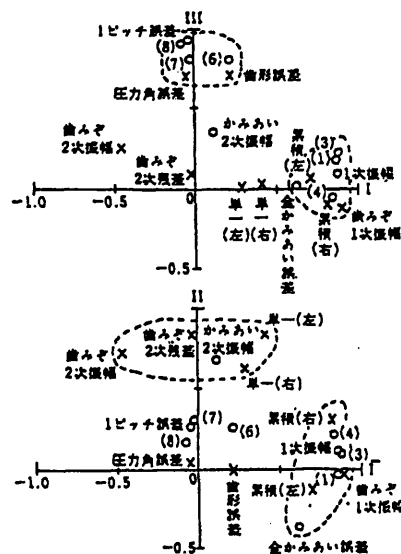 III
1ピッチ誤差
(8)
(7)
(6)
圧力角誤差
歯形誤差
歯みぞ
2次振幅
かみあい
2次振幅
歯みぞ
2次残差
累積
(左)
(3)
(1)
1次振幅
(4)
I
-1.0
-0.5
0
単一(左)
単一(右)
全かみあい誤差
累積(右)
歯みぞ
1次振幅
-0.5
II
単一(左)
歯みぞ
2次振幅
歯みぞ
2次残差
かみあい
2次振幅
単一(右)
1ピッチ誤差
(7)
(8)
(6)
圧力角誤差
累積(右)
(4)
1次振幅
(3)
I
-1.0
-0.5
0
歯形誤差
累積(左)
(1)
歯みぞ
1次振幅
-0.5
全かみあい誤差